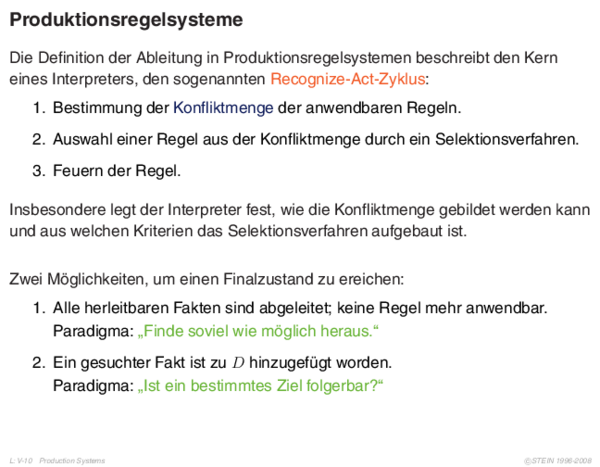 Produktionsregelsysteme
Die Definition der Ableitung in Produktionsregelsystemen beschreibt den Kern
eines Interpreters, den sogenannten Recognize-Act-Zyklus:
1. Bestimmung der Konfliktmenge der anwendbaren Regeln.
2. Auswahl einer Regel aus der Konfliktmenge durch ein Selektionsverfahren.
3. Feuern der Regel.
Insbesondere legt der Interpreter fest, wie die Konfliktmenge gebildet werden kann
und aus welchen Kriterien das Selektionsverfahren aufgebaut ist.
Zwei Möglichkeiten, um einen Finalzustand zu ereichen:
1. Alle herleitbaren Fakten sind abgeleitet; keine Regel mehr anwendbar.
Paradigma: „Finde soviel wie möglich heraus.“
2. Ein gesuchter Fakt ist zu D hinzugefügt worden.
Paradigma: „Ist ein bestimmtes Ziel folgerbar?“
L: V-10 Production Systems ©STEIN 1996-2008